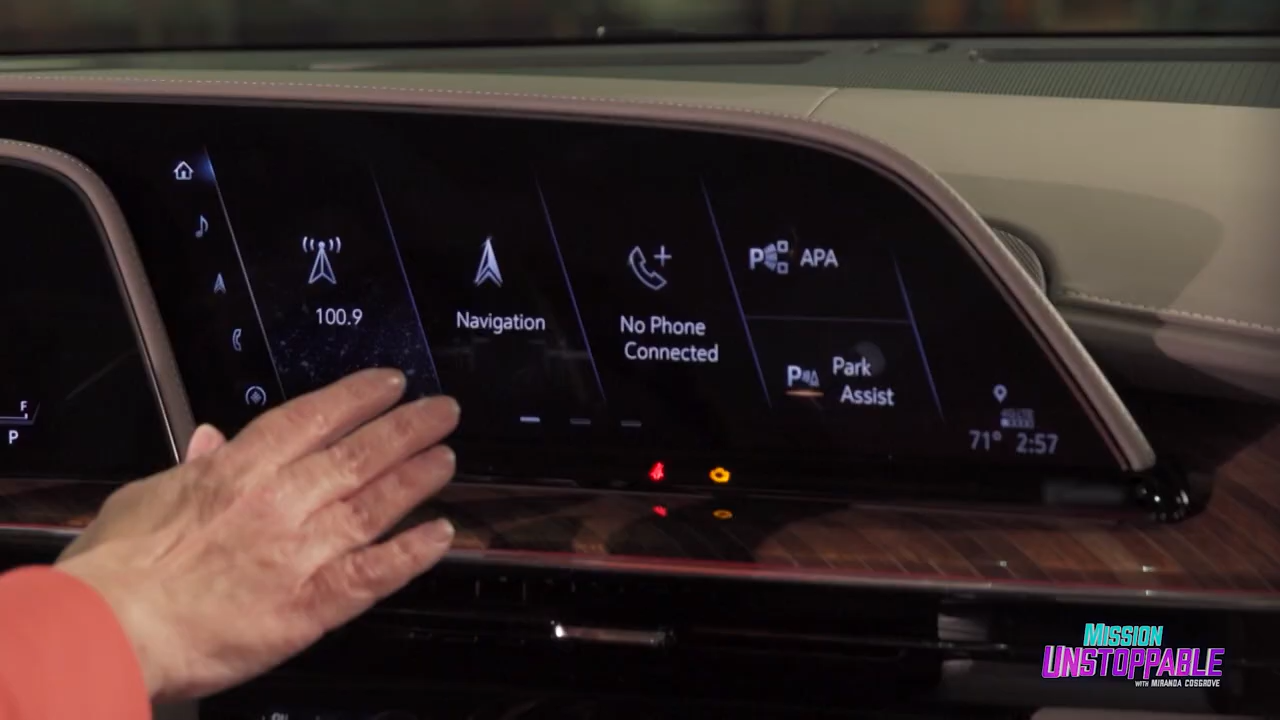 100.9
Navigation
No Phone
Connected
P APA
P Park
Assist
71° 2:57
F
P
MISSION
UNSTOPPABLE
WITH MIRANDA COSGROVE